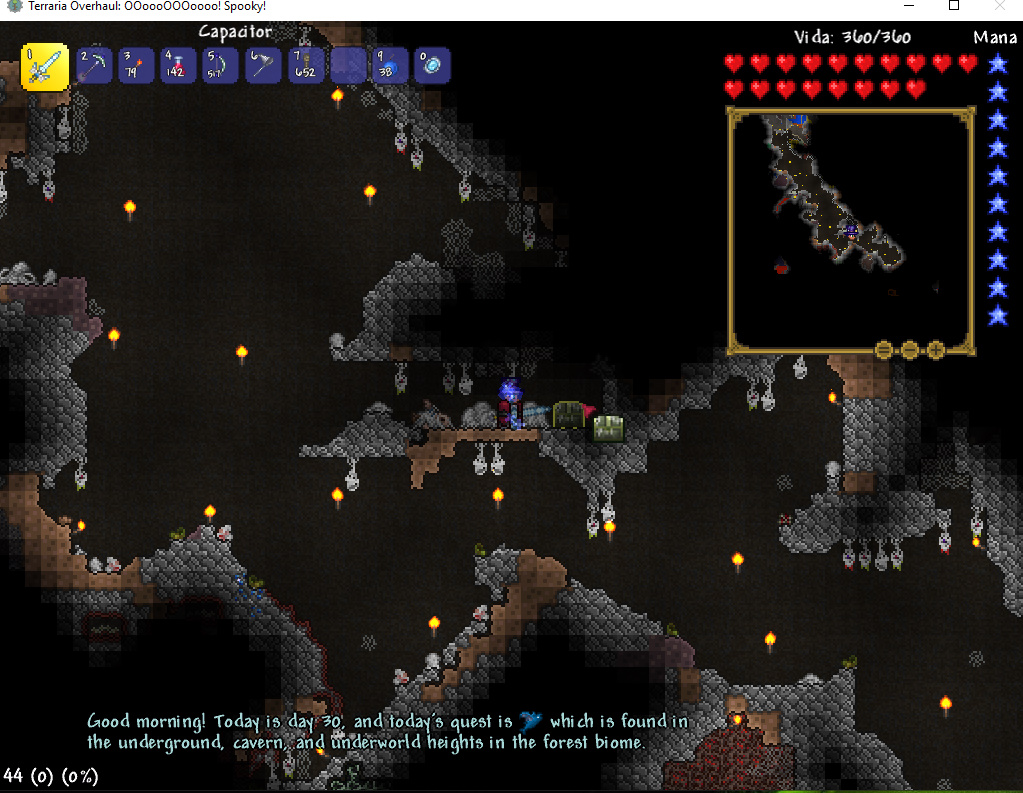 Terraria Overhaul: OOoooOOOoooo! Spooky!
Capacitor
Vida: 360/360
Mana
1 2 3 4 5 6 7 9 0
79 142 517 652 38
Good morning! Today is day 30, and today's quest is which is found in
the underground, cavern, and underworld heights in the forest biome.
44 (0) (0%)